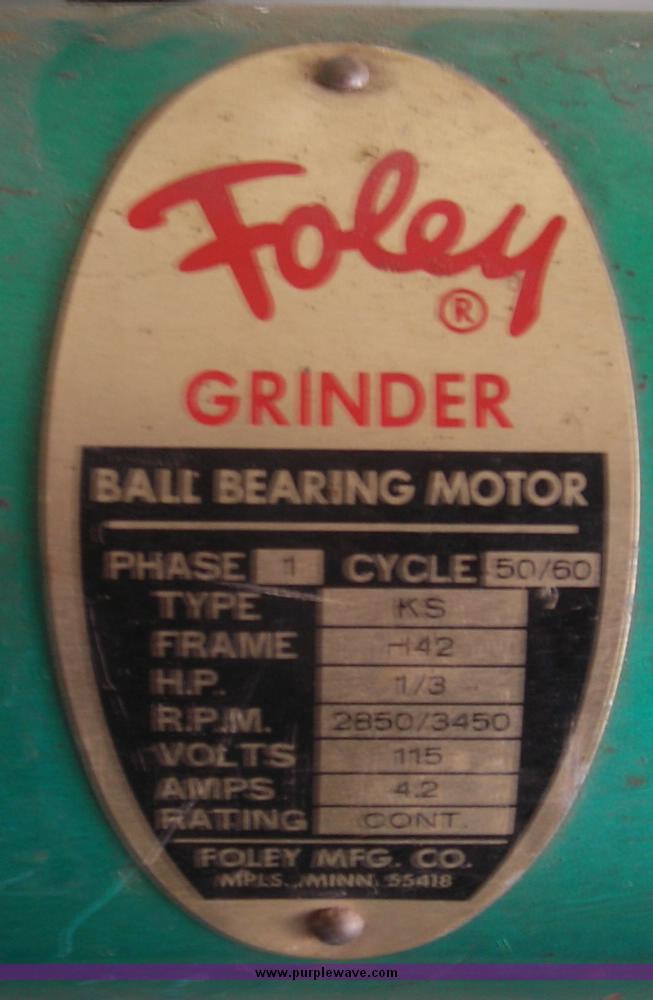 Foley
®
GRINDER
BALL BEARING MOTOR
PHASE 1 CYCLE 50/60
TYPE KS
FRAME H42
H.P. 1/3
R.P.M. 2850/3450
VOLTS 115
AMPS 4.2
RATING CONT.
FOLEY MFG. CO.
MPLS., MINN. 55418
www.purplewave.com